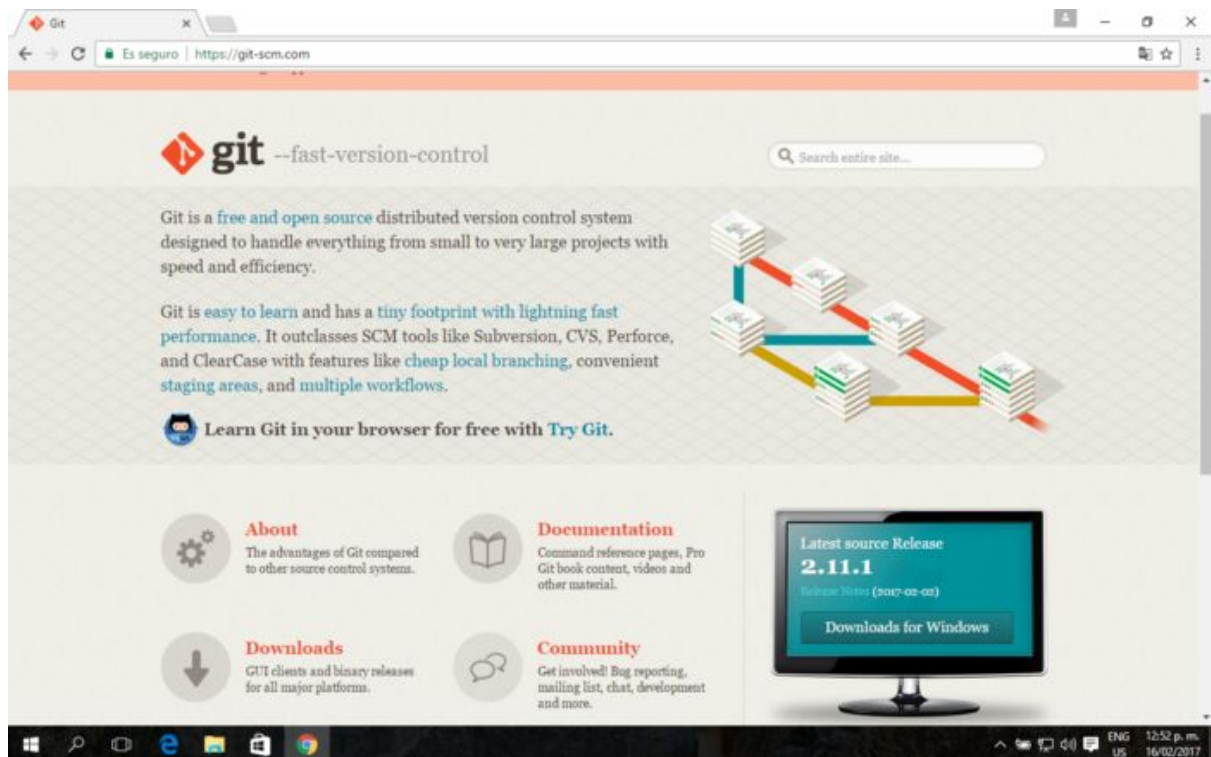 Git
Es seguro | https://git-scm.com
git --fast-version-control
Search entire site...
Git is a free and open source distributed version control system
designed to handle everything from small to very large projects with
speed and efficiency.
Git is easy to learn and has a tiny footprint with lightning fast
performance. It outclasses SCM tools like Subversion, CVS, Perforce,
and ClearCase with features like cheap local branching, convenient
staging areas, and multiple workflows.
Learn Git in your browser for free with Try Git.
About
The advantages of Git compared
to other source control systems.
Documentation
Command reference pages, Pro
Git book content, videos and
other material.
Downloads
GUI clients and binary releases
for all major platforms.
Community
Get involved! Bug reporting,
mailing list, chat, development
and more.
Latest source Release
2.11.1
Release Notes (2017-02-02)
Downloads for Windows
ENG
US
12:52 p. m.
16/02/2017